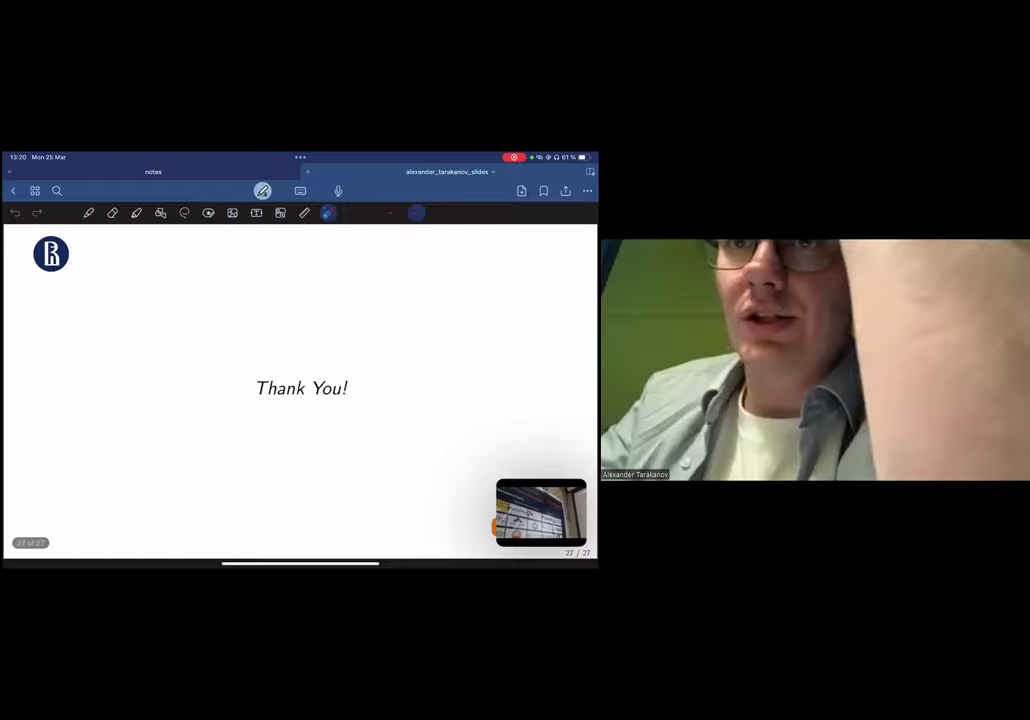 13:20 Mon 25 Mar
61 %
notes
alexander_tarakanov_slides
Thank You!
27 of 27
27 / 27
Alexander Tarakanov